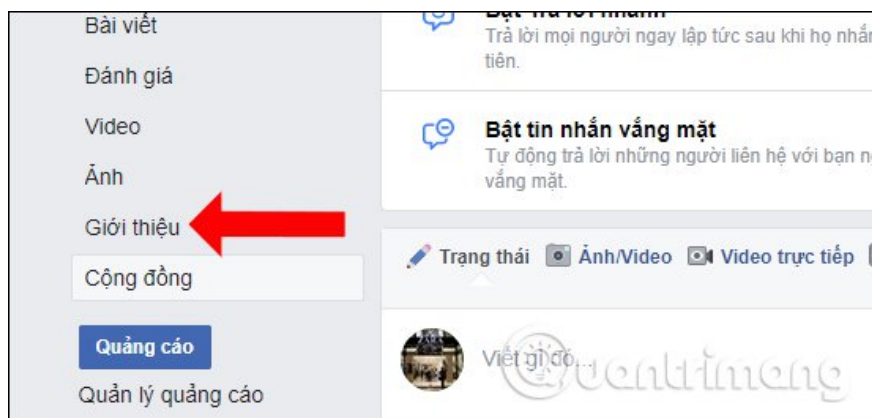 Bài viết
Đánh giá
Video
Ảnh
Giới thiệu
Cộng đồng
Quảng cáo
Quản lý quảng cáo
Bật Trả lời nhanh
Trả lời mọi người ngay lập tức sau khi họ nhắn
tiên.
Bật tin nhắn vắng mặt
Tự động trả lời những người liên hệ với bạn
vắng mặt.
Trạng thái Ảnh/Video Video trực tiếp
Viết gì đó...
Quantrimang